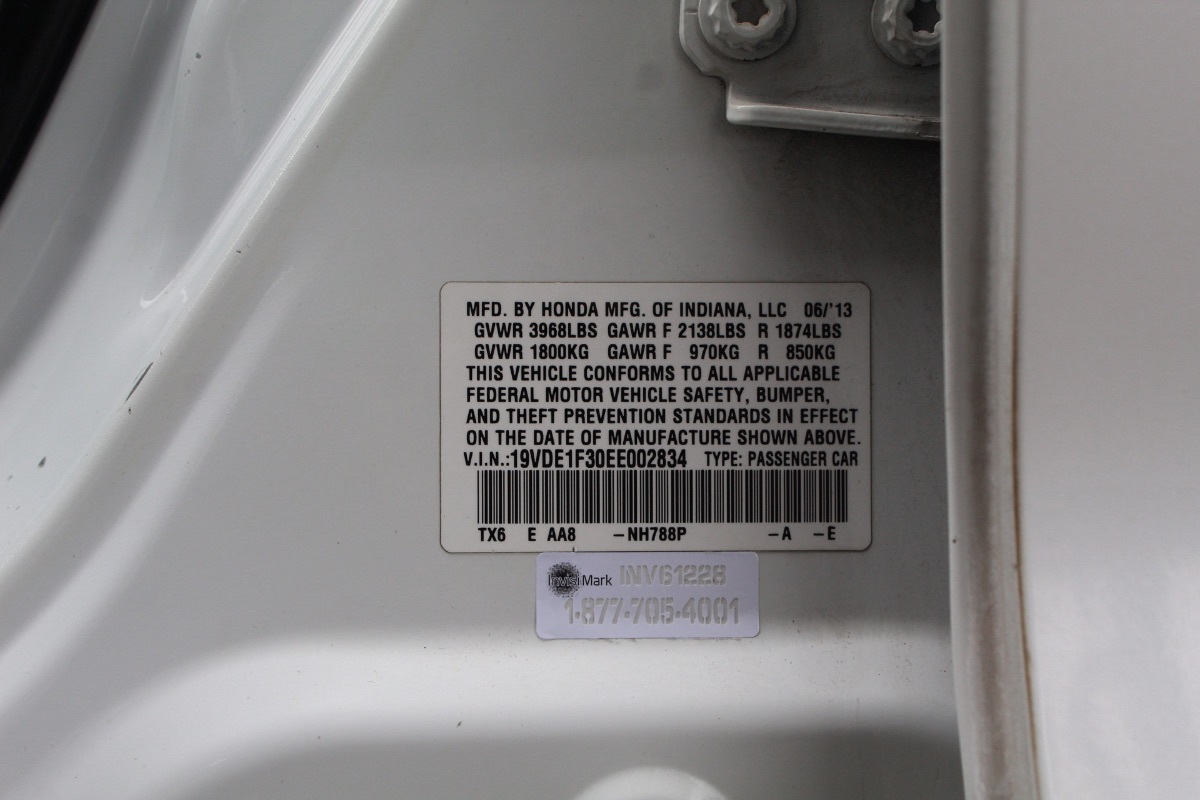 MFD. BY HONDA MFG. OF INDIANA, LLC 06/'13
GVWR 3968LBS GAWR F 2138LBS R 1874LBS
GVWR 1800KG GAWR F 970KG R 850KG
THIS VEHICLE CONFORMS TO ALL APPLICABLE
FEDERAL MOTOR VEHICLE SAFETY, BUMPER,
AND THEFT PREVENTION STANDARDS IN EFFECT
ON THE DATE OF MANUFACTURE SHOWN ABOVE.
V.I.N.:19VDE1F30EE002834 TYPE: PASSENGER CAR
TX6 E AA8 -NH788P -A -E
InvisiMark INV61228
1-877-705-4001